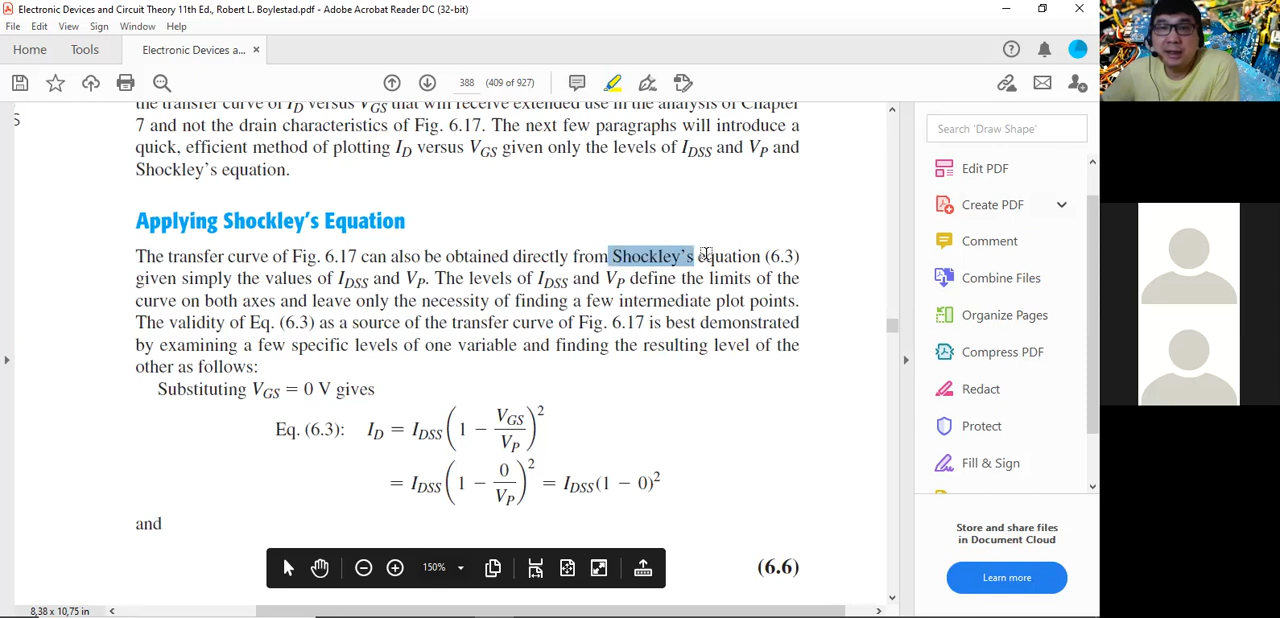 Electronic Devices and Circuit Theory 11th Ed., Robert L. Boylestad.pdf - Adobe Acrobat Reader DC (32-bit)
File Edit View Sign Window Help
Home Tools Electronic Devices a... ×
388 (409 of 927)
s
the transfer curve of ID versus VGS that will receive extended use in the analysis of Chapter
7 and not the drain characteristics of Fig. 6.17. The next few paragraphs will introduce a
quick, efficient method of plotting ID versus VGS given only the levels of IDSS and VP and
Shockley's equation.
Applying Shockley's Equation
The transfer curve of Fig. 6.17 can also be obtained directly from Shockley's equation (6.3)
given simply the values of IDSS and VP. The levels of IDSS and VP define the limits of the
curve on both axes and leave only the necessity of finding a few intermediate plot points.
The validity of Eq. (6.3) as a source of the transfer curve of Fig. 6.17 is best demonstrated
by examining a few specific levels of one variable and finding the resulting level of the
other as follows:
Substituting VGS = 0 V gives
Eq. (6.3): ID = IDSS(1 - VGS/VP)²
= IDSS(1 - 0/VP)² = IDSS(1 - 0)²
and
(6.6)
150%
8,38 x 10,75 in
Search 'Draw Shape'
Edit PDF
Create PDF
Comment
Combine Files
Organize Pages
Compress PDF
Redact
Protect
Fill & Sign
Store and share files
in Document Cloud
Learn more